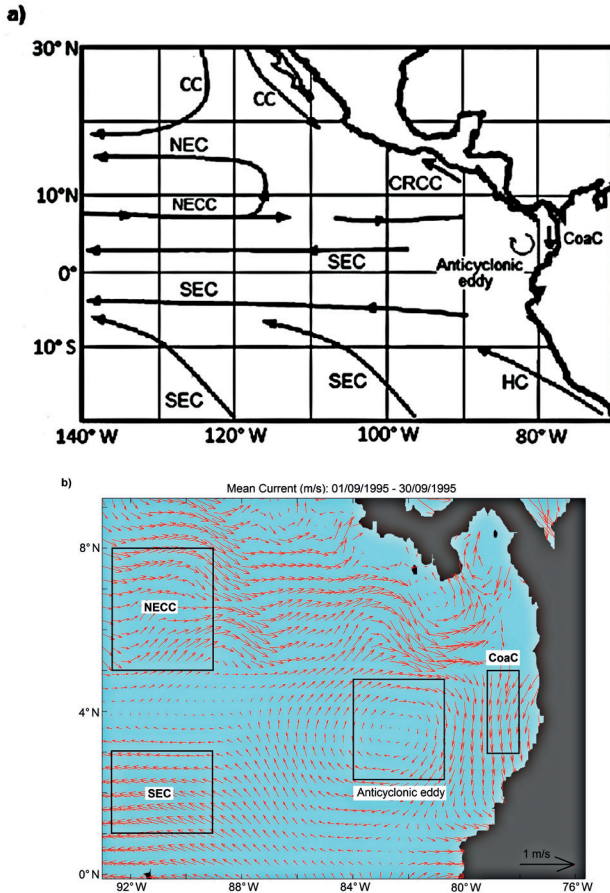 a)
30°N
CC
CC
NEC
CRCC
10°N
NECC
CoaC
SEC
Anticyclonic
eddy
0°
SEC
10°S
SEC
SEC
HC
140°W
120°W
100°W
80°W
b)
Mean Current (m/s): 01/09/1995 - 30/09/1995
8°N
NECC
CoaC
4°N
SEC
Anticyclonic eddy
1 m/s
0°N
92°W
88°W
84°W
80°W
76°W